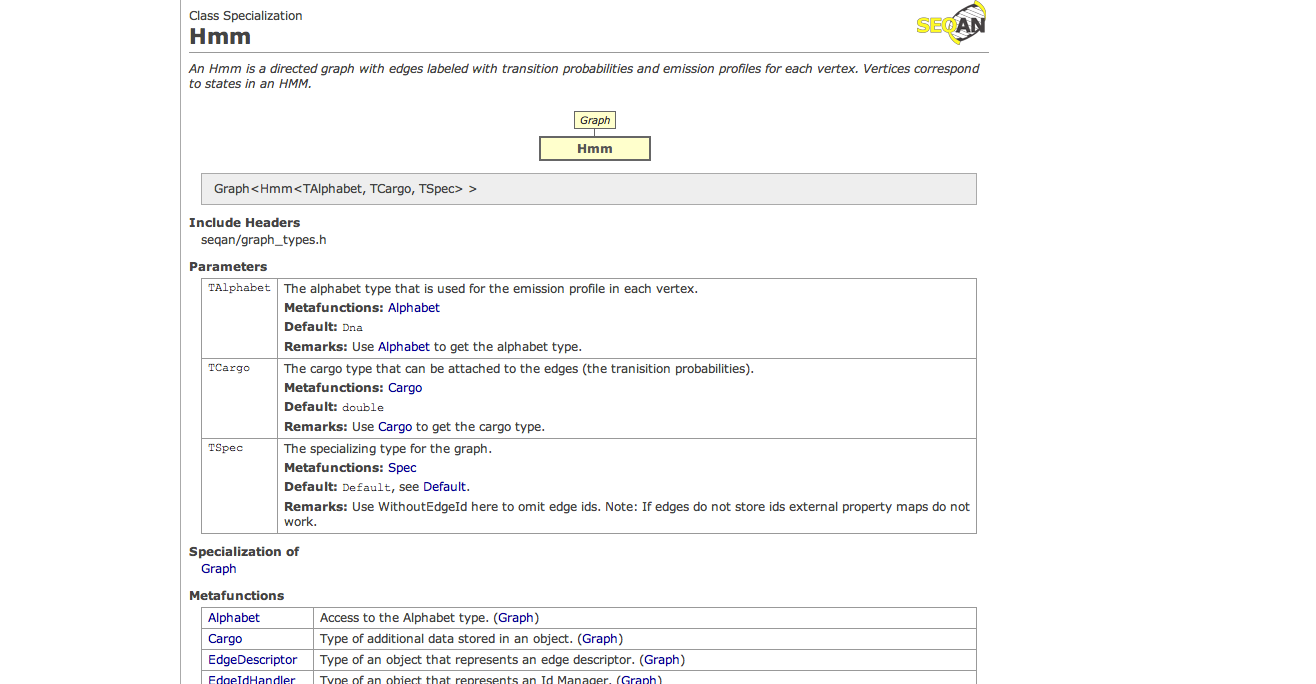 Class Specialization
Hmm
SEQAN
An Hmm is a directed graph with edges labeled with transition probabilities and emission profiles for each vertex. Vertices correspond
to states in an HMM.
Graph
Hmm
Graph<Hmm<TAlphabet, TCargo, TSpec> >
Include Headers
seqan/graph_types.h
Parameters
TAlphabet The alphabet type that is used for the emission profile in each vertex.
Metafunctions: Alphabet
Default: Dna
Remarks: Use Alphabet to get the alphabet type.
TCargo The cargo type that can be attached to the edges (the tranisition probabilities).
Metafunctions: Cargo
Default: double
Remarks: Use Cargo to get the cargo type.
TSpec The specializing type for the graph.
Metafunctions: Spec
Default: Default, see Default.
Remarks: Use WithoutEdgeId here to omit edge ids. Note: If edges do not store ids external property maps do not
work.
Specialization of
Graph
Metafunctions
Alphabet Access to the Alphabet type. (Graph)
Cargo Type of additional data stored in an object. (Graph)
EdgeDescriptor Type of an object that represents an edge descriptor. (Graph)
EdgeIdHandler Type of an object that represents an Id Manager. (Graph)